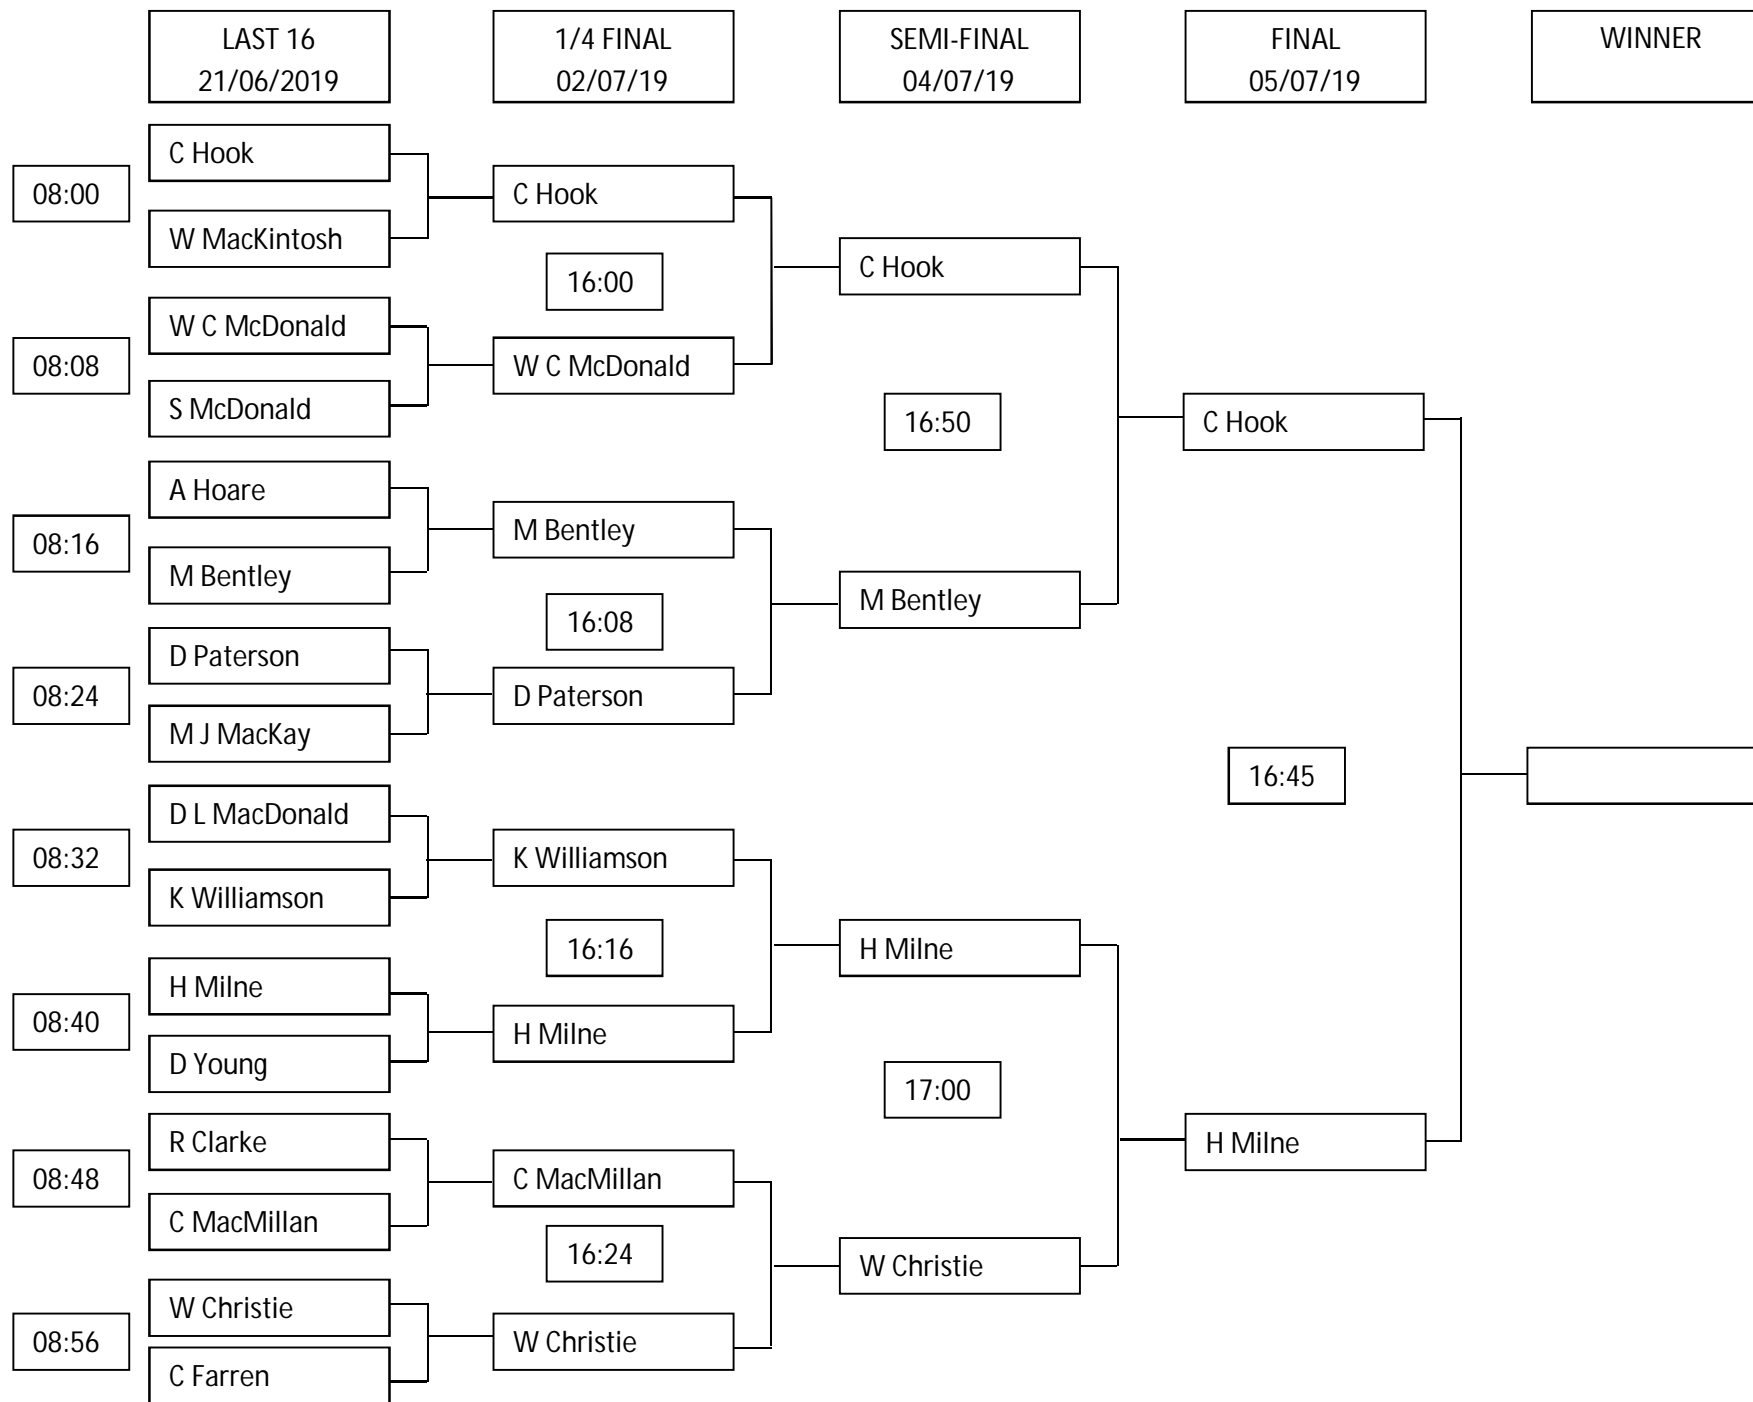 LAST 16
21/06/2019
1/4 FINAL
02/07/19
SEMI-FINAL
04/07/19
FINAL
05/07/19
WINNER
C Hook
08:00
W MacKintosh
W C McDonald
08:08
S McDonald
A Hoare
08:16
M Bentley
D Paterson
08:24
M J MacKay
D L MacDonald
08:32
K Williamson
H Milne
08:40
D Young
R Clarke
08:48
C MacMillan
W Christie
08:56
C Farren
C Hook
16:00
W C McDonald
M Bentley
16:08
D Paterson
K Williamson
16:16
H Milne
C MacMillan
16:24
W Christie
C Hook
16:50
M Bentley
H Milne
17:00
W Christie
C Hook
16:45
H Milne